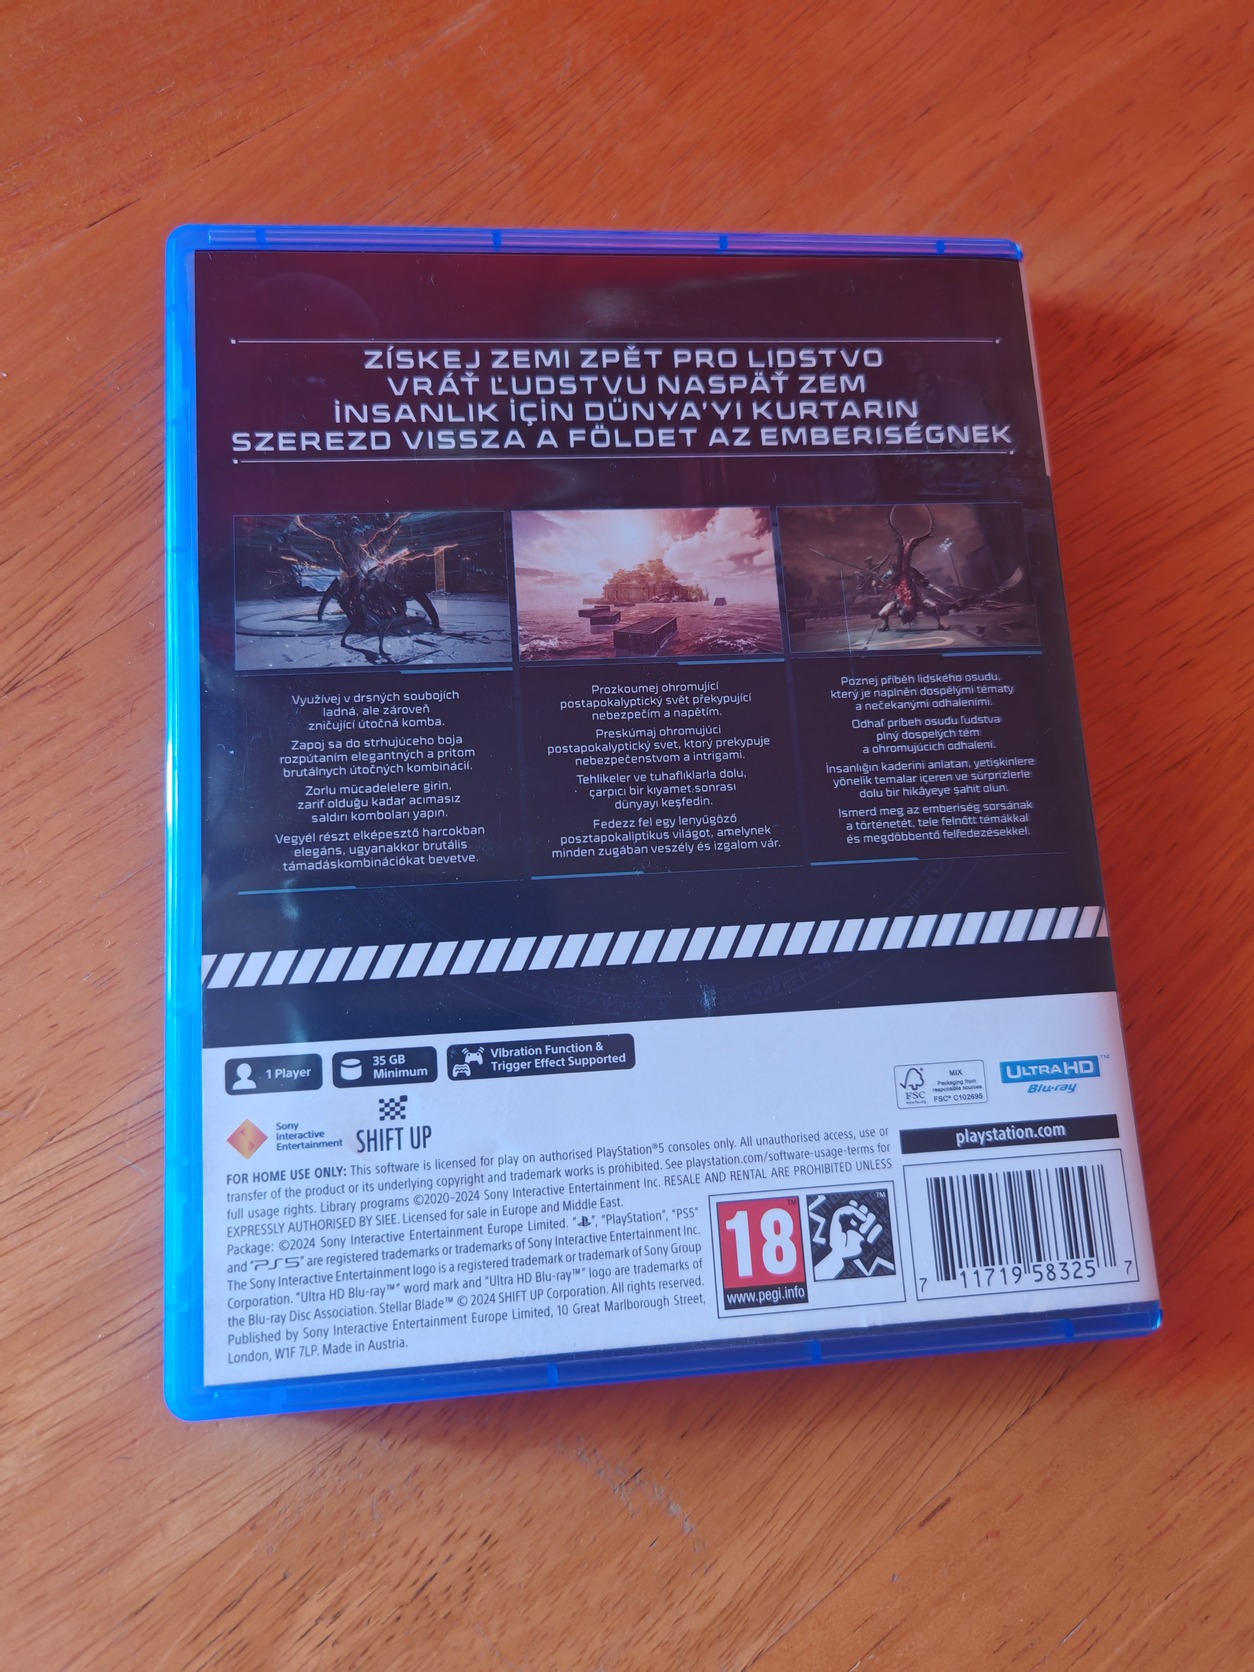 ZÍSKEJ ZEMI ZPĚT PRO LIDSTVO
VRÁŤ ĽUDSTVU NASPÄŤ ZEM
İNSANLIK İÇİN DÜNYA'YI KURTARIN
SZEREZD VISSZA A FÖLDET AZ EMBERISÉGNEK
Využívej v drsných soubojích
ladná, ale zároveň
zničující útočná komba.
Zapoj sa do strhujúceho boja
rozpútaním elegantných a pritom
brutálnych útočných kombinácií.
Zorlu mücadelelere girin,
zarif olduğu kadar acımasız
saldırı komboları yapın.
Vegyél részt elképesztő harcokban
elegáns, ugyanakkor brutális
támadáskombinációkat bevetve.
Prozkoumej ohromující
postapokalyptický svět překypující
nebezpečím a napětím.
Preskúmaj ohromujúci
postapokalyptický svet, ktorý prekypuje
nebezpečenstvom a intrigami.
Tehlikeler ve tuhaflıklarla dolu,
çarpıcı bir kıyamet sonrası
dünyayı keşfedin.
Fedezz fel egy lenyűgöző
posztapokaliptikus világot, amelynek
minden zugában veszély és izgalom vár.
Poznej příběh lidského osudu,
který je naplněn dospělými tématy
a nečekanými odhaleními.
Odhaľ príbeh osudu ľudstva
plný dospelých tém
a ohromujúcich odhalení.
İnsanlığın kaderini anlatan, yetişkinlere
yönelik temalar içeren ve sürprizlerle
dolu bir hikâyeye şahit olun.
Ismerd meg az emberiség sorsának
a történetét, tele felnőtt témákkal
és megdöbbentő felfedezésekkel.
1 Player
35 GB
Minimum
Vibration Function &
Trigger Effect Supported
FSC
www.fsc.org
MIX
Packaging from
responsible sources
FSC® C102695
ULTRA HD™
Blu-ray
Sony
Interactive
Entertainment
SHIFT UP
playstation.com
FOR HOME USE ONLY: This software is licensed for play on authorised PlayStation®5 consoles only. All unauthorised access, use or
transfer of the product or its underlying copyright and trademark works is prohibited. See playstation.com/software-usage-terms for
full usage rights. Library programs ©2020-2024 Sony Interactive Entertainment Inc. RESALE AND RENTAL ARE PROHIBITED UNLESS
EXPRESSLY AUTHORISED BY SIEE. Licensed for sale in Europe and Middle East.
Package: ©2024 Sony Interactive Entertainment Europe Limited. "PS", "PlayStation", "PS5"
and "PS5" are registered trademarks or trademarks of Sony Interactive Entertainment Inc.
The Sony Interactive Entertainment logo is a registered trademark or trademark of Sony Group
Corporation. "Ultra HD Blu-ray™" word mark and "Ultra HD Blu-ray™" logo are trademarks of
the Blu-ray Disc Association. Stellar Blade™ © 2024 SHIFT UP Corporation. All rights reserved.
Published by Sony Interactive Entertainment Europe Limited, 10 Great Marlborough Street,
London, W1F 7LP. Made in Austria.
18
www.pegi.info
7 11719 58325 7